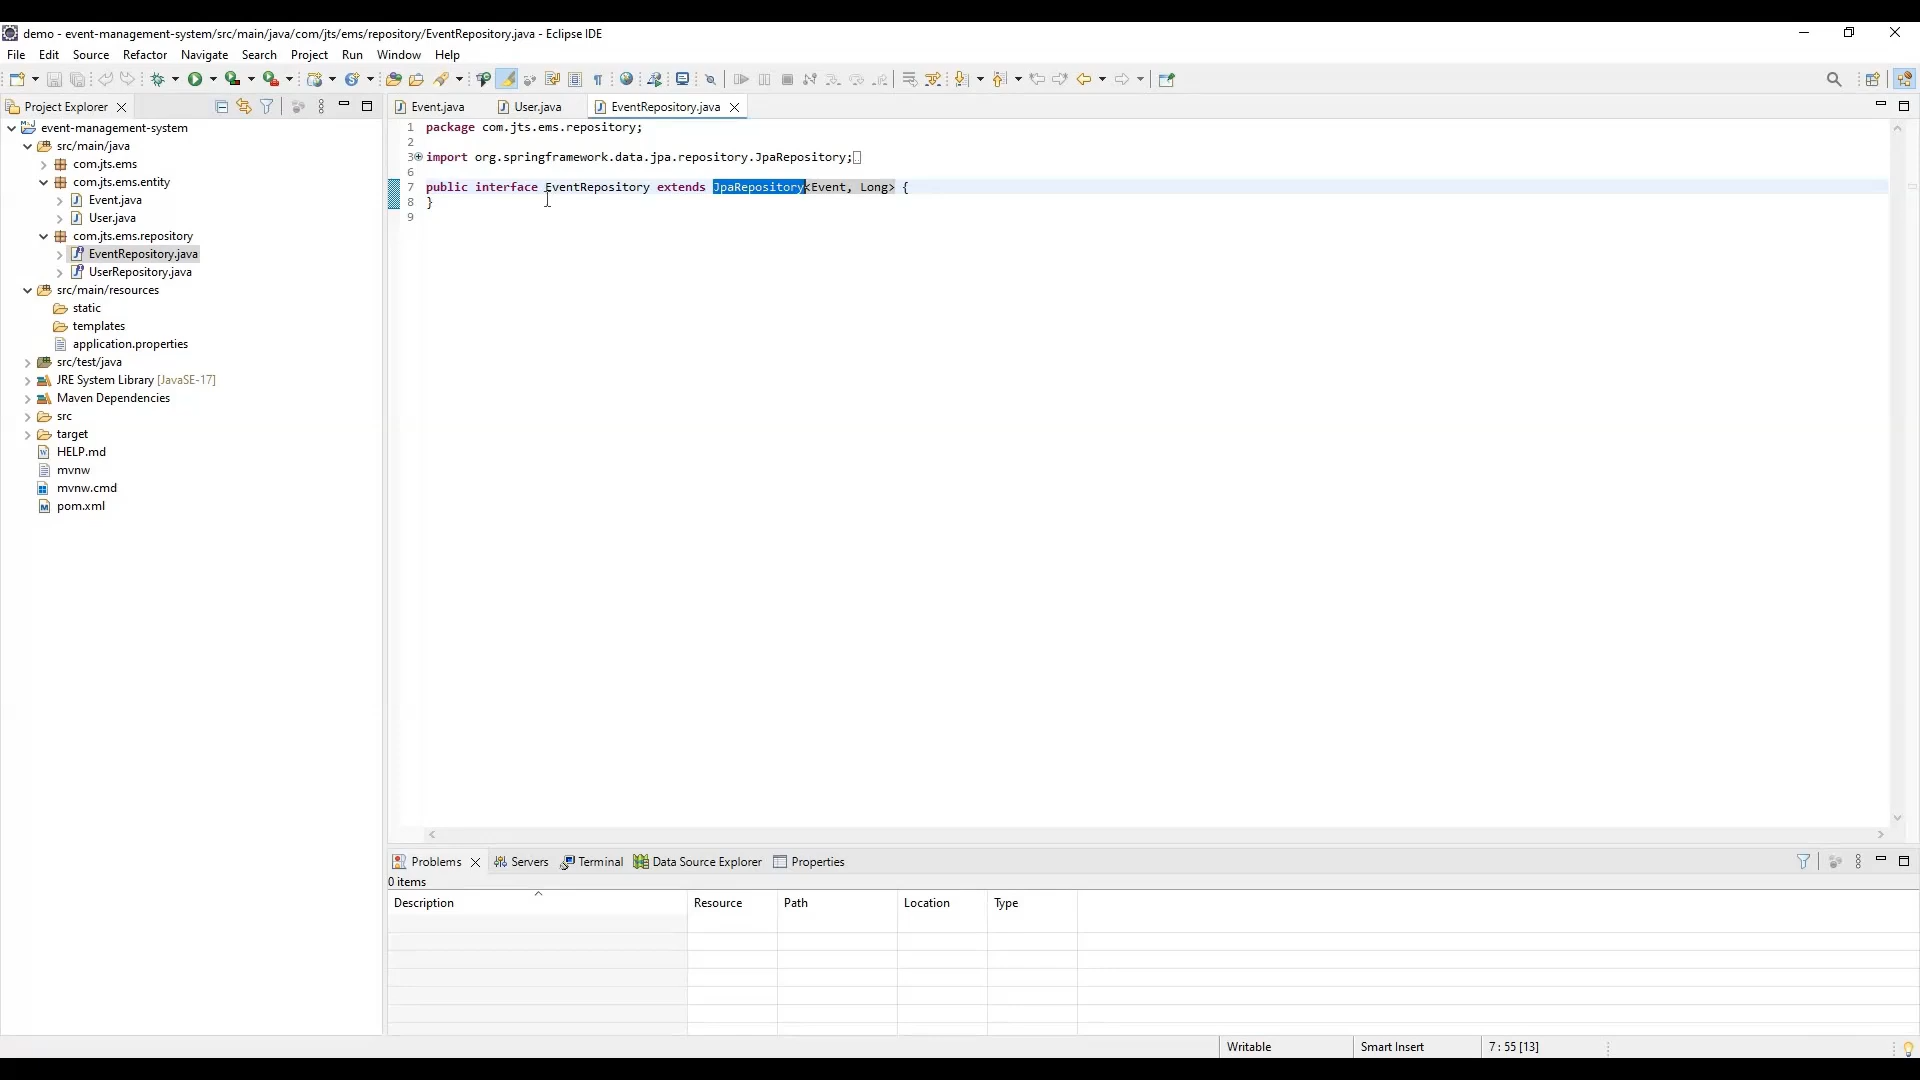 demo - event-management-system/src/main/java/com/jts/ems/repository/EventRepository.java - Eclipse IDE
File Edit Source Refactor Navigate Search Project Run Window Help
Project Explorer
event-management-system
src/main/java
com.jts.ems
com.jts.ems.entity
Event.java
User.java
com.jts.ems.repository
EventRepository.java
UserRepository.java
src/main/resources
static
templates
application.properties
src/test/java
JRE System Library [JavaSE-17]
Maven Dependencies
src
target
HELP.md
mvnw
mvnw.cmd
pom.xml
Event.java User.java EventRepository.java
1 package com.jts.ems.repository;
2
3 import org.springframework.data.jpa.repository.JpaRepository;
6
7 public interface EventRepository extends JpaRepository<Event, Long> {
8 }
9
Problems Servers Terminal Data Source Explorer Properties
0 items
Description Resource Path Location Type
Writable Smart Insert 7 : 55 [13]